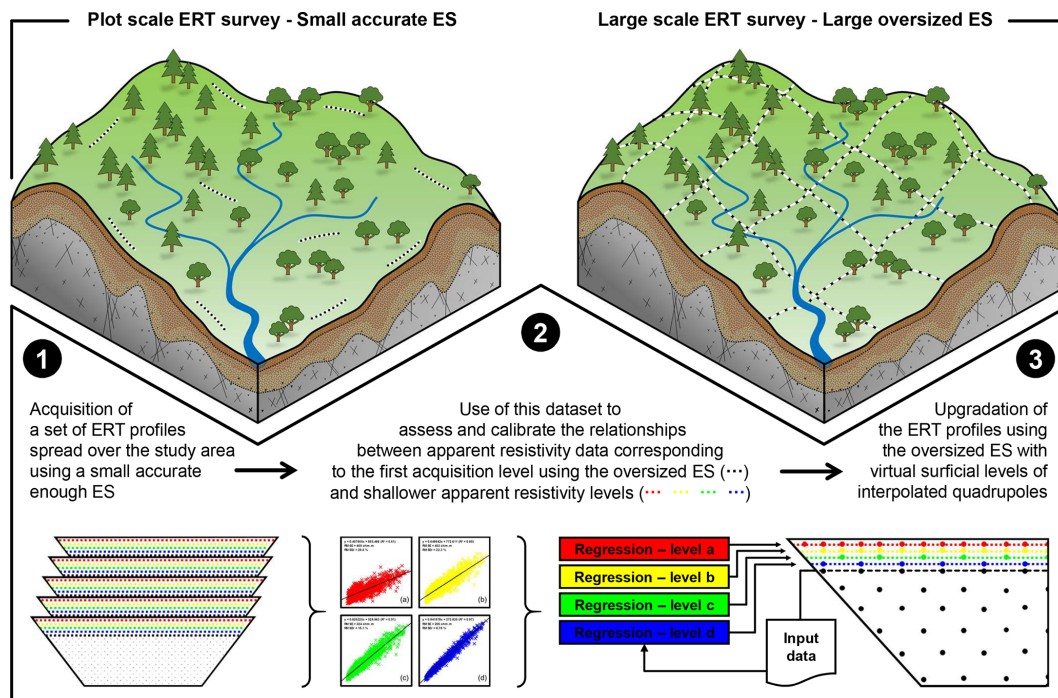 Plot scale ERT survey - Small accurate ES
Large scale ERT survey - Large oversized ES
1
2
3
Acquisition of
a set of ERT profiles
spread over the study area
using a small accurate
enough ES
Use of this dataset to
assess and calibrate the relationships
between apparent resistivity data corresponding
to the first acquisition level using the oversized ES ( )
and shallower apparent resistivity levels ( )
Upgradation of
the ERT profiles using
the oversized ES with
virtual surficial levels of
interpolated quadrupoles
(a)
(b)
(c)
(d)
Regression – level a
Regression – level b
Regression – level c
Regression – level d
Input
data